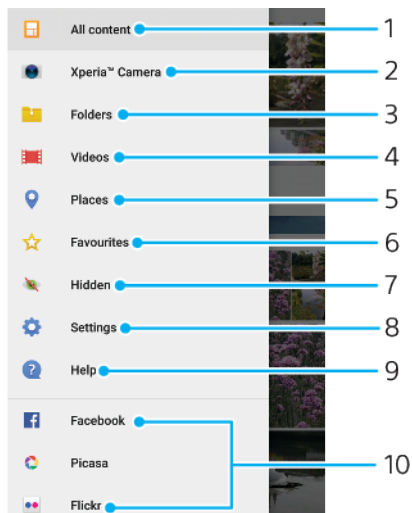 All content 1
Xperia™ Camera 2
Folders 3
Videos 4
Places 5
Favourites 6
Hidden 7
Settings 8
Help 9
Facebook
Picasa 10
Flickr